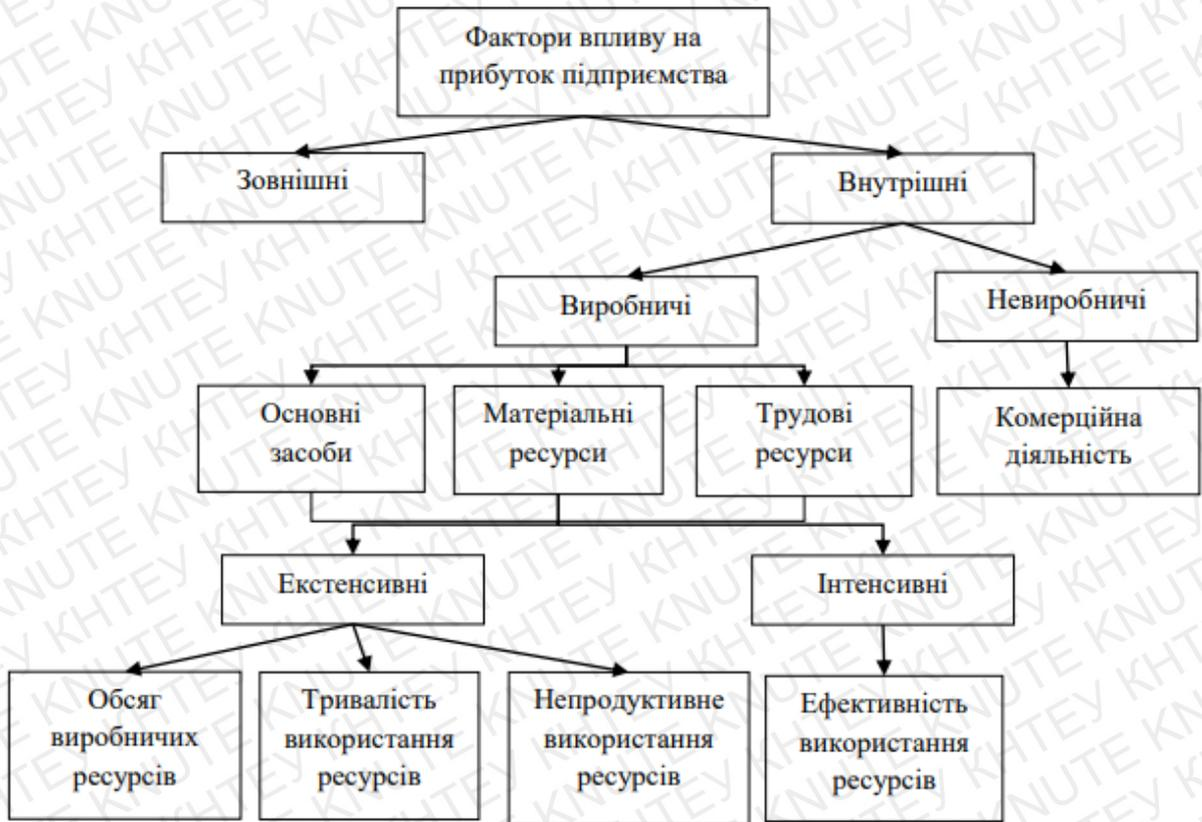 Фактори впливу на
прибуток підприємства
Зовнішні
Внутрішні
Виробничі
Невиробничі
Основні
засоби
Матеріальні
ресурси
Трудові
ресурси
Комерційна
діяльність
Екстенсивні
Інтенсивні
Обсяг
виробничих
ресурсів
Тривалість
використання
ресурсів
Непродуктивне
використання
ресурсів
Ефективність
використання
ресурсів